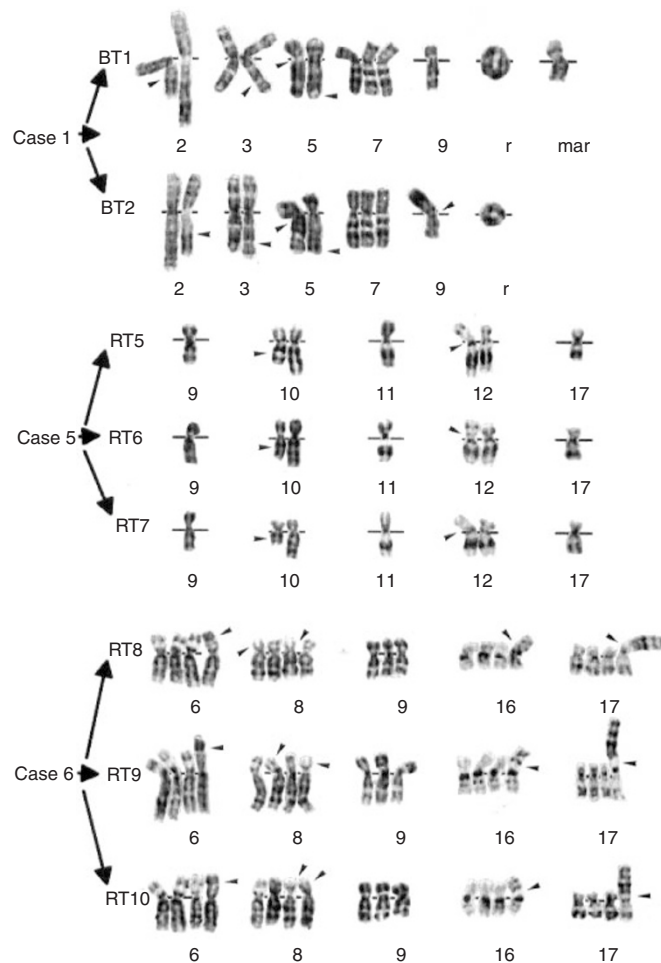 BT1
2 3 5 7 9 r mar
Case 1
BT2
2 3 5 7 9 r
RT5
9 10 11 12 17
Case 5
RT6
9 10 11 12 17
RT7
9 10 11 12 17
RT8
6 8 9 16 17
Case 6
RT9
6 8 9 16 17
RT10
6 8 9 16 17